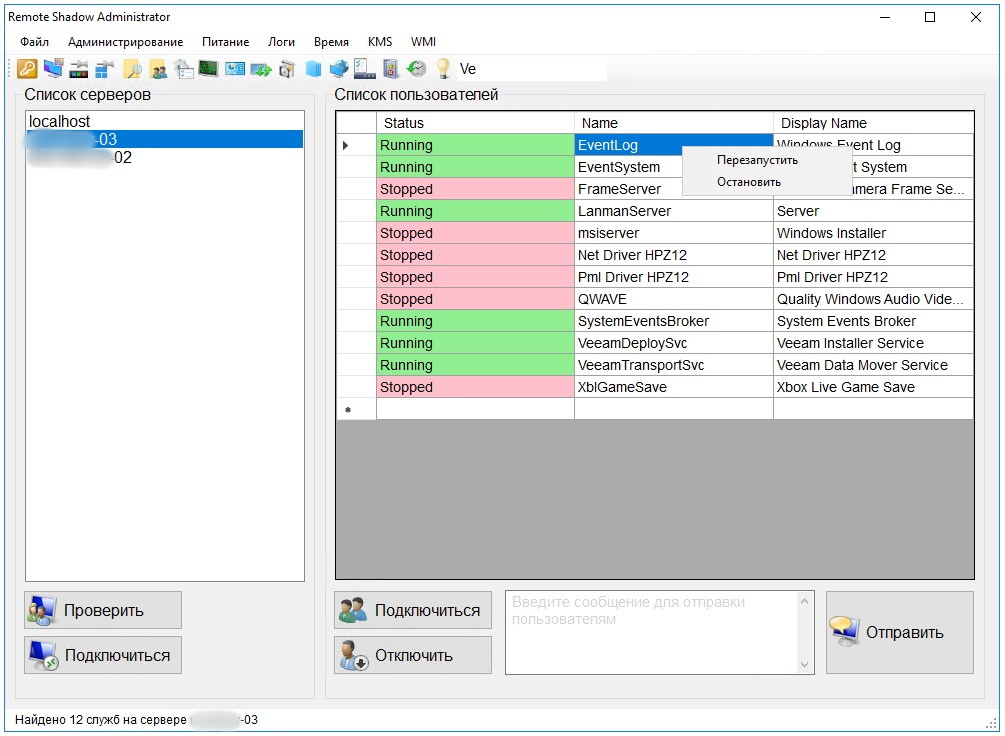 Remote Shadow Administrator
Файл Администрирование Питание Логи Время KMS WMI
Ve
Список серверов
localhost
-03
-02
Список пользователей
Status Name Display Name
Running EventLog Windows Event Log
Running EventSystem t System
Stopped FrameServer amera Frame Se...
Running LanmanServer Server
Stopped msiserver Windows Installer
Stopped Net Driver HPZ12 Net Driver HPZ12
Stopped Pml Driver HPZ12 Pml Driver HPZ12
Stopped QWAVE Quality Windows Audio Vide...
Running SystemEventsBroker System Events Broker
Running VeeamDeploySvc Veeam Installer Service
Running VeeamTransportSvc Veeam Data Mover Service
Stopped XblGameSave Xbox Live Game Save
Перезапустить
Остановить
Проверить
Подключиться
Подключиться
Отключить
Введите сообщение для отправки
пользователям
Отправить
Найдено 12 служб на сервере -03